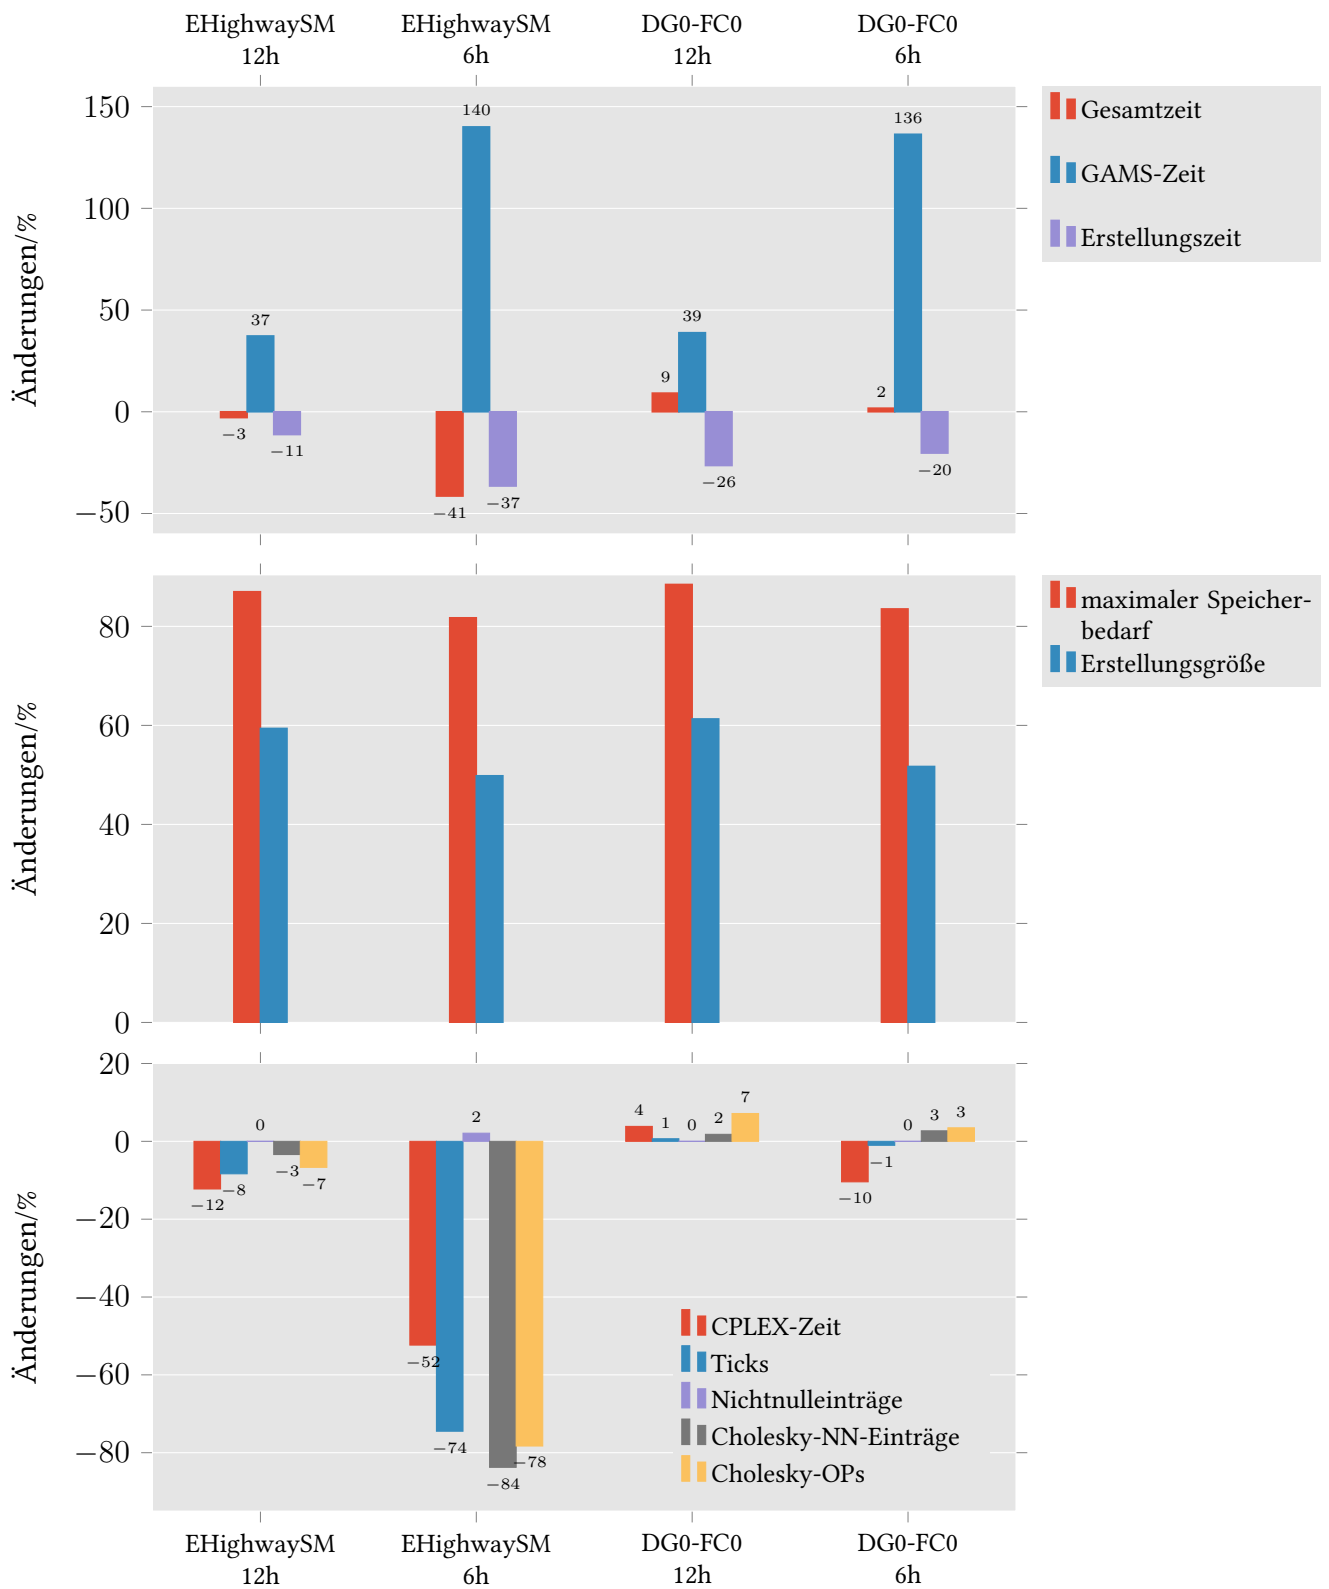 EHighwaySM
12h
EHighwaySM
6h
DG0-FC0
12h
DG0-FC0
6h
Änderungen/%
150
100
50
0
−50
37
−3
−11
140
−41
−37
9
39
−26
2
136
−20
Gesamtzeit
GAMS-Zeit
Erstellungszeit
Änderungen/%
80
60
40
20
0
maximaler Speicher-
bedarf
Erstellungsgröße
Änderungen/%
20
0
−20
−40
−60
−80
−12
−8
0
−3
−7
−52
−74
2
−84
−78
4
1
0
2
7
−10
−1
0
3
3
CPLEX-Zeit
Ticks
Nichtnulleinträge
Cholesky-NN-Einträge
Cholesky-OPs
EHighwaySM
12h
EHighwaySM
6h
DG0-FC0
12h
DG0-FC0
6h